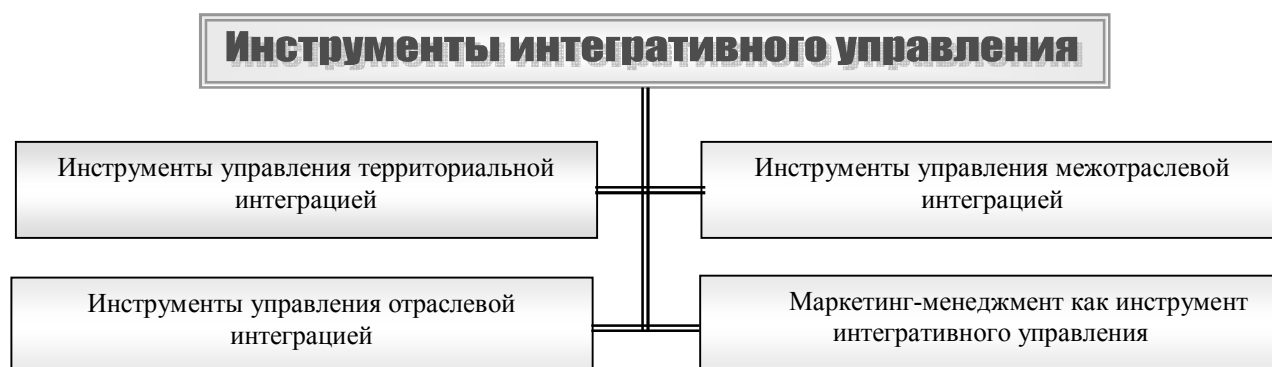 Инструменты интегративного управления
Инструменты управления территориальной
интеграцией
Инструменты управления межотраслевой
интеграцией
Инструменты управления отраслевой
интеграцией
Маркетинг-менеджмент как инструмент
интегративного управления